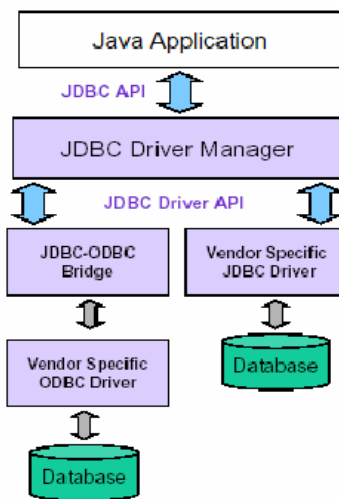 Java Application
JDBC API
JDBC Driver Manager
JDBC Driver API
JDBC-ODBC
Bridge
Vendor Specific
JDBC Driver
Vendor Specific
ODBC Driver
Database
Database